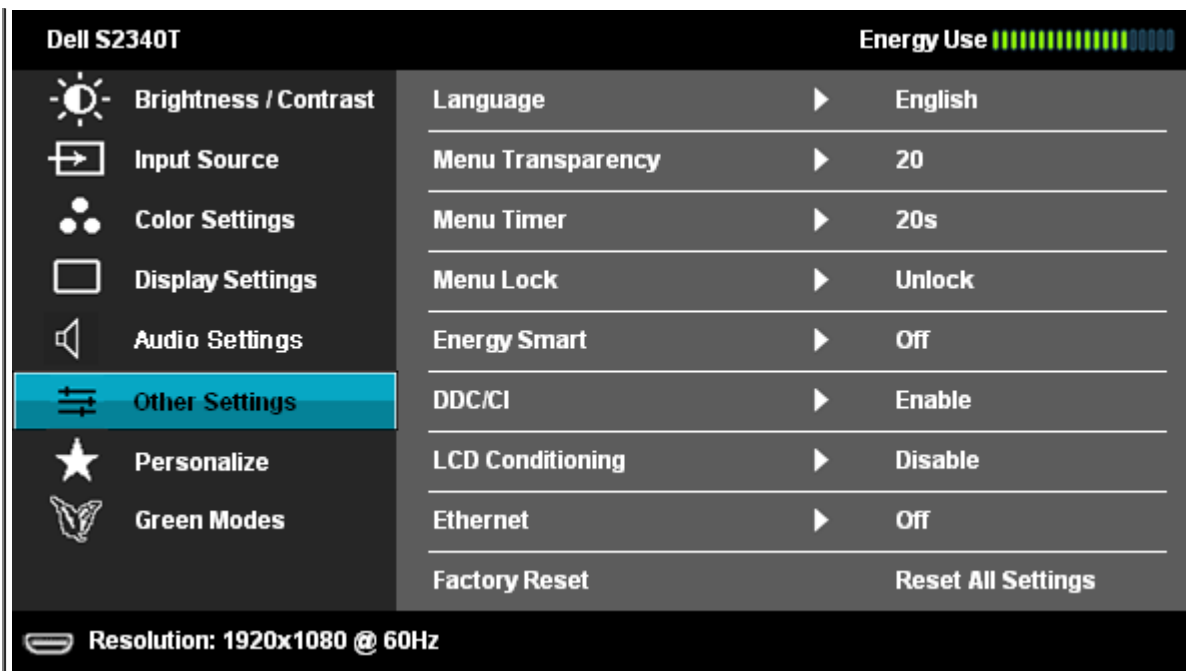 Dell S2340T Energy Use
Brightness / Contrast
Input Source
Color Settings
Display Settings
Audio Settings
Other Settings
Personalize
Green Modes
Language English
Menu Transparency 20
Menu Timer 20s
Menu Lock Unlock
Energy Smart Off
DDC/CI Enable
LCD Conditioning Disable
Ethernet Off
Factory Reset Reset All Settings
Resolution: 1920x1080 @ 60Hz